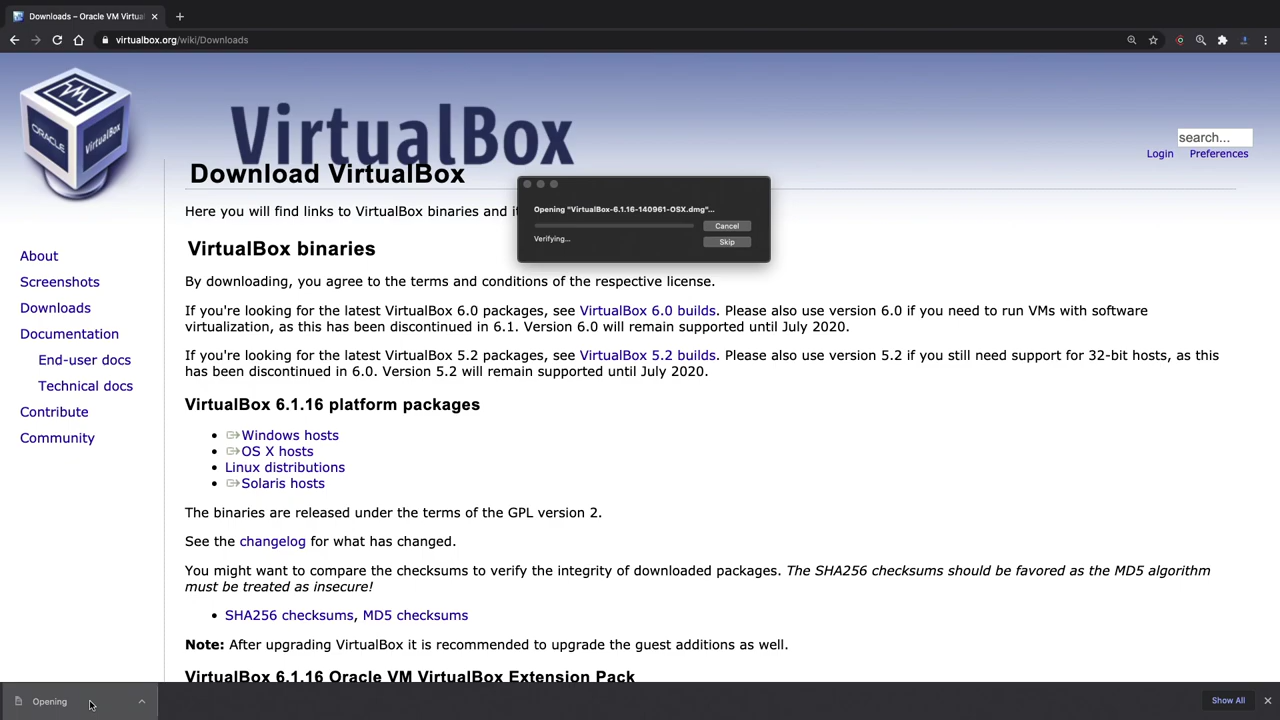 Downloads – Oracle VM Virtual
virtualbox.org/wiki/Downloads
ORACLE
VirtualBox
VirtualBox
search...
Login Preferences
Download VirtualBox
Here you will find links to VirtualBox binaries and
Opening "VirtualBox-6.1.16-140961-OSX.dmg"...
Cancel
Verifying...
Skip
About
Screenshots
Downloads
Documentation
End-user docs
Technical docs
Contribute
Community
VirtualBox binaries
By downloading, you agree to the terms and conditions of the respective license.
If you're looking for the latest VirtualBox 6.0 packages, see VirtualBox 6.0 builds. Please also use version 6.0 if you need to run VMs with software
virtualization, as this has been discontinued in 6.1. Version 6.0 will remain supported until July 2020.
If you're looking for the latest VirtualBox 5.2 packages, see VirtualBox 5.2 builds. Please also use version 5.2 if you still need support for 32-bit hosts, as this
has been discontinued in 6.0. Version 5.2 will remain supported until July 2020.
VirtualBox 6.1.16 platform packages
Windows hosts
OS X hosts
Linux distributions
Solaris hosts
The binaries are released under the terms of the GPL version 2.
See the changelog for what has changed.
You might want to compare the checksums to verify the integrity of downloaded packages. The SHA256 checksums should be favored as the MD5 algorithm
must be treated as insecure!
SHA256 checksums, MD5 checksums
Note: After upgrading VirtualBox it is recommended to upgrade the guest additions as well.
VirtualBox 6.1.16 Oracle VM VirtualBox Extension Pack
Opening
Show All